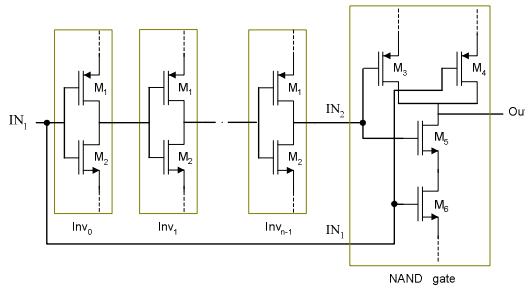 M₃
M₄
M₁
M₁
M₁
IN₁
IN₂
Ou
M₅
M₂
M₂
M₂
M₆
Inv₀
Inv₁
Invₙ₋₁
IN₁
NAND gate